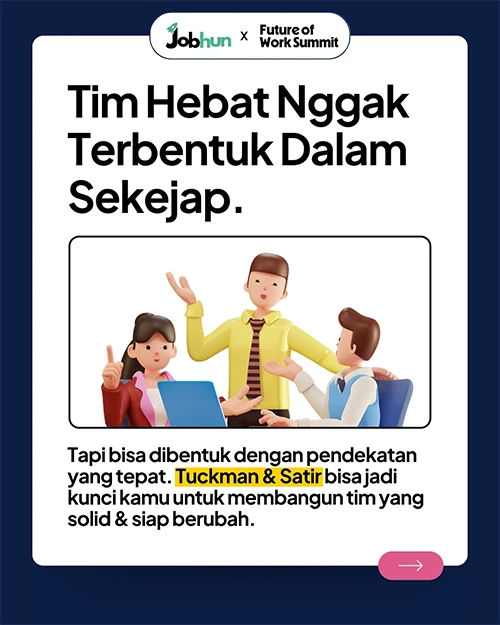 Jobhun x Future of
Work Summit
Tim Hebat Nggak
Terbentuk Dalam
Sekejap.
Tapi bisa dibentuk dengan pendekatan
yang tepat. Tuckman & Satir bisa jadi
kunci kamu untuk membangun tim yang
solid & siap berubah.